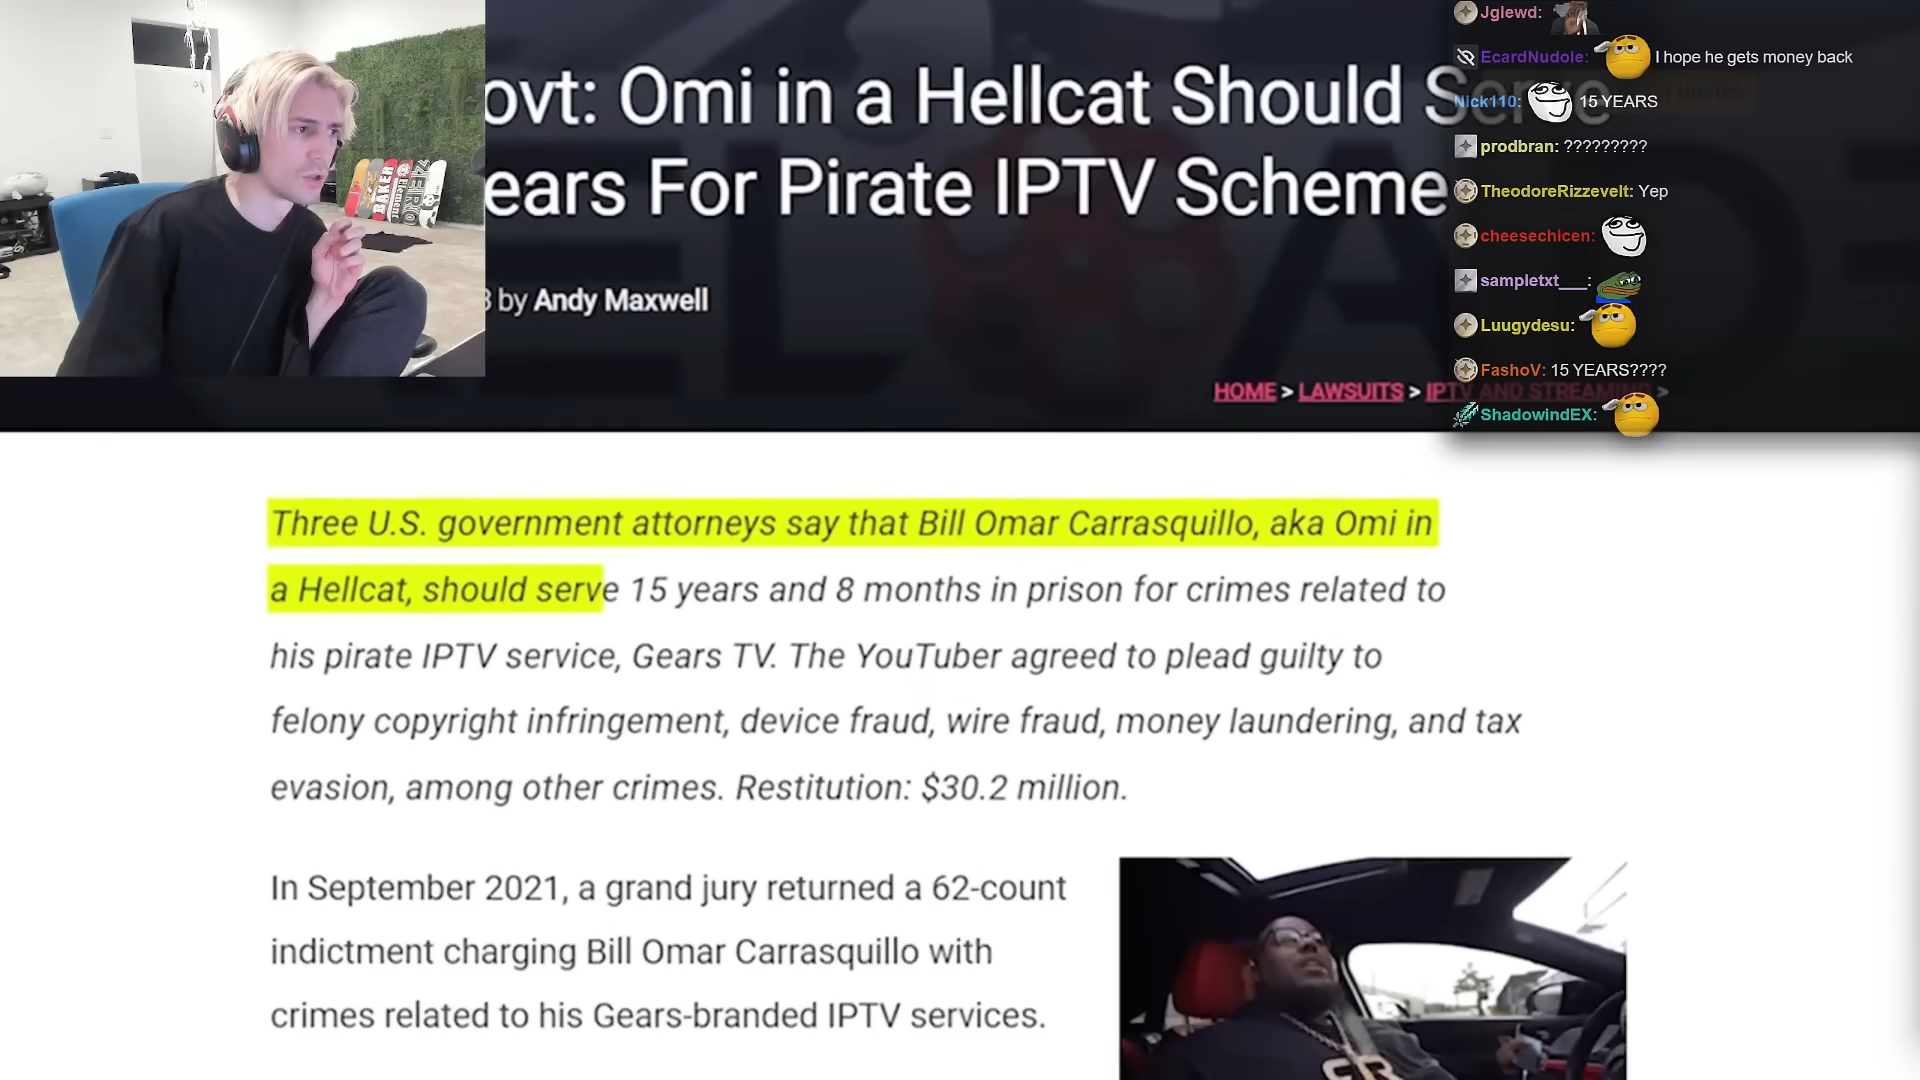 ovt: Omi in a Hellcat Should Serve
ears For Pirate IPTV Scheme
by Andy Maxwell
HOME > LAWSUITS > IPTV AND STREAMING >
Jglewd:
EcardNudole: I hope he gets money back
Nick110: 15 YEARS
prodbran: ?????????
TheodoreRizzevelt: Yep
cheesechicen:
sampletxt___:
Luugydesu:
FashoV: 15 YEARS????
ShadowindEX:
BAKER
Element
ZERO
Three U.S. government attorneys say that Bill Omar Carrasquillo, aka Omi in
a Hellcat, should serve 15 years and 8 months in prison for crimes related to
his pirate IPTV service, Gears TV. The YouTuber agreed to plead guilty to
felony copyright infringement, device fraud, wire fraud, money laundering, and tax
evasion, among other crimes. Restitution: $30.2 million.
In September 2021, a grand jury returned a 62-count
indictment charging Bill Omar Carrasquillo with
crimes related to his Gears-branded IPTV services.